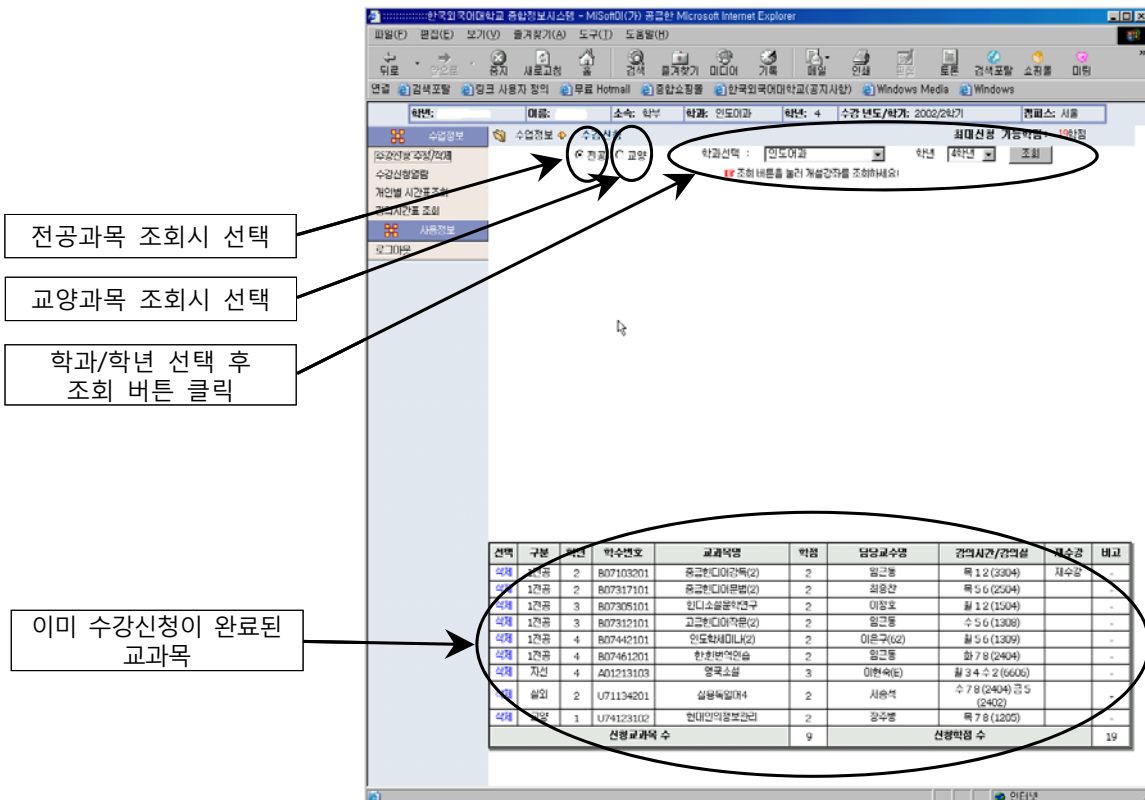 :::::::::::::한국외국어대학교 종합정보시스템 - MiSoft이(가) 공급한 Microsoft Internet Explorer
파일(F) 편집(E) 보기(V) 즐겨찾기(A) 도구(T) 도움말(H)
뒤로 앞으로 중지 새로고침 홈 검색 즐겨찾기 미디어 기록 메일 인쇄 편집 토론 검색포탈 쇼핑몰 미팅
연결 검색포탈 링크 사용자 정의 무료 Hotmail 종합쇼핑몰 한국외국어대학교(공지사항) Windows Media Windows
학번: 이름: 소속: 학부 학과: 인도어과 학년: 4 수강 년도/학기: 2002/2학기 캠퍼스: 서울
수업정보 수업정보 수강신청 최대신청 가능학점: 19학점
수강신청 수정/삭제 전공 교양 학과선택 : 인도어과 학년 4학년 조회
수강신청열람 조회 버튼을 눌러 개설강좌를 조회하세요!
개인별 시간표조회
강의시간표 조회
사용정보
로그아웃
전공과목 조회시 선택
교양과목 조회시 선택
학과/학년 선택 후
조회 버튼 클릭
이미 수강신청이 완료된
교과목
선택 구분 학년 학수번호 교과목명 학점 담당교수명 강의시간/강의실 재수강 비고
삭제 1전공 2 B07103201 중급힌디어강독(2) 2 임근동 목 1 2 (3304) 재수강 -
삭제 1전공 2 B07317101 중급힌디어문법(2) 2 최종찬 목 5 6 (2504) -
삭제 1전공 3 B07305101 힌디소설문학연구 2 이정호 월 1 2 (1504) -
삭제 1전공 3 B07312101 고급힌디어작문(2) 2 임근동 수 5 6 (1308) -
삭제 1전공 4 B07442101 인도학세미나(2) 2 이은구(62) 월 5 6 (1309) -
삭제 1전공 4 B07461201 한힌번역연습 2 임근동 화 7 8 (2404) -
삭제 자선 4 A01213103 영국소설 3 이현숙(E) 월 3 4 수 2 (6606) -
삭제 실외 2 U71134201 실용독일어4 2 서승석 수 7 8 (2404) 금 5 -
(2402)
삭제 교양 1 U74123102 현대인의정보관리 2 장주병 목 7 8 (1205) -
신청교과목 수 9 신청학점 수 19
인터넷